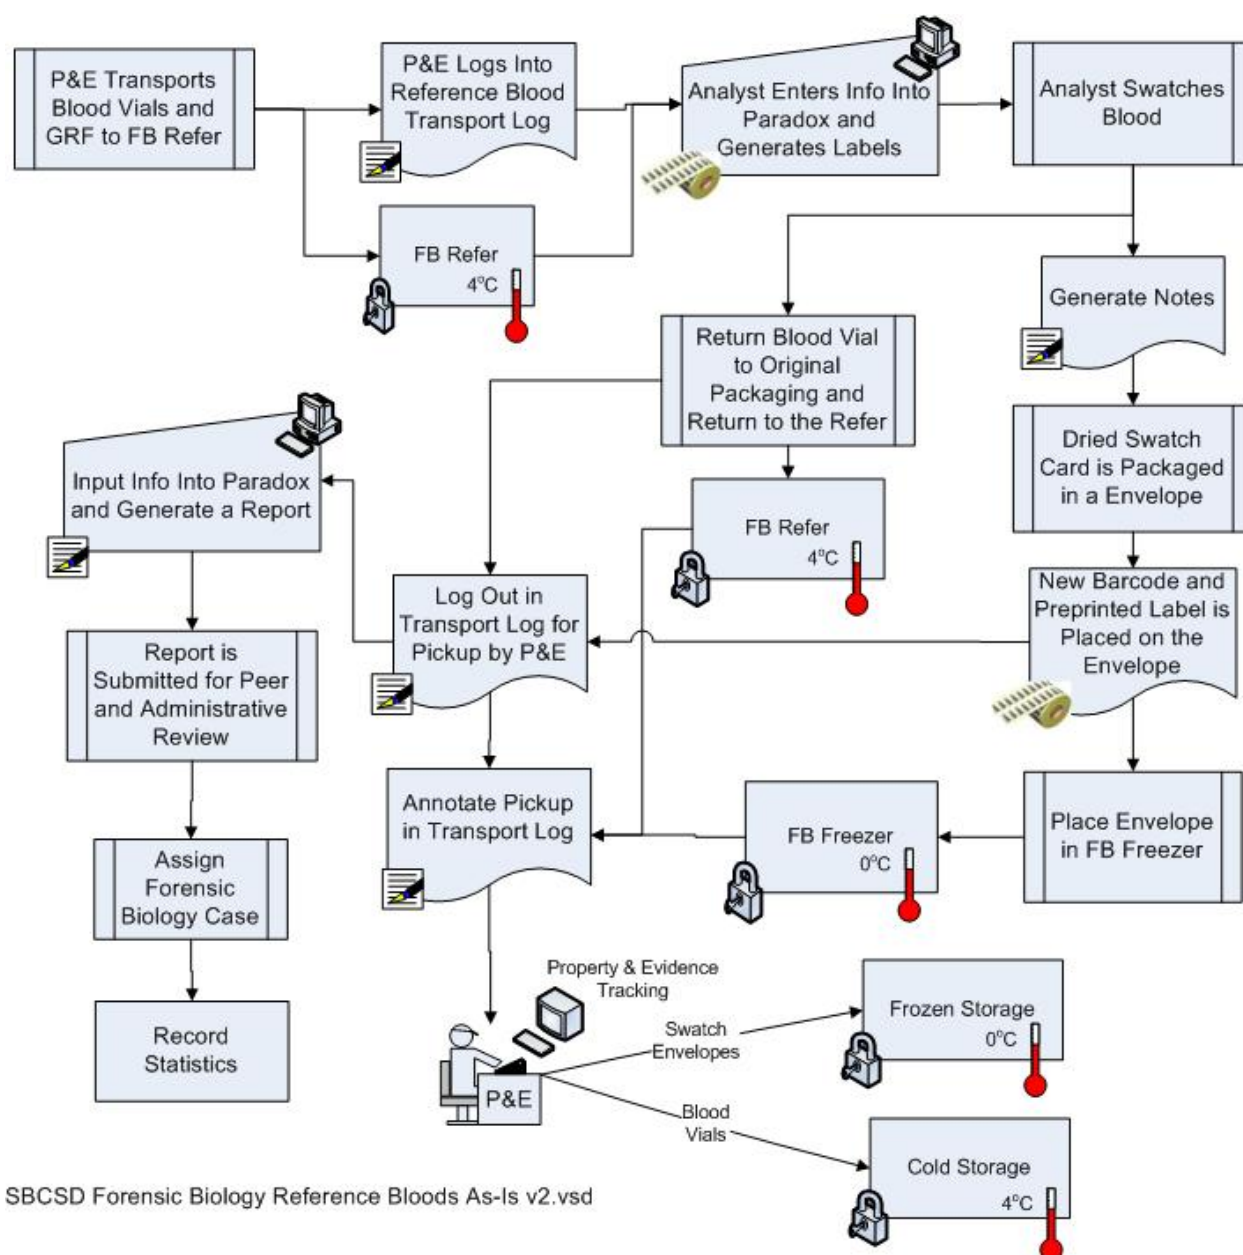 P&E Transports
Blood Vials and
GRF to FB Refer
P&E Logs Into
Reference Blood
Transport Log
Analyst Enters Info Into
Paradox and
Generates Labels
Analyst Swatches
Blood
FB Refer
4°C
Generate Notes
Return Blood Vial
to Original
Packaging and
Return to the Refer
Dried Swatch
Card is Packaged
in a Envelope
Input Info Into Paradox
and Generate a Report
FB Refer
4°C
Log Out in
Transport Log for
Pickup by P&E
New Barcode and
Preprinted Label is
Placed on the
Envelope
Report is
Submitted for Peer
and Administrative
Review
Annotate Pickup
in Transport Log
FB Freezer
0°C
Place Envelope
in FB Freezer
Assign
Forensic
Biology Case
Property & Evidence
Tracking
Record
Statistics
P&E
Swatch
Envelopes
Frozen Storage
0°C
Blood
Vials
Cold Storage
4°C
SBCSD Forensic Biology Reference Bloods As-Is v2.vsd